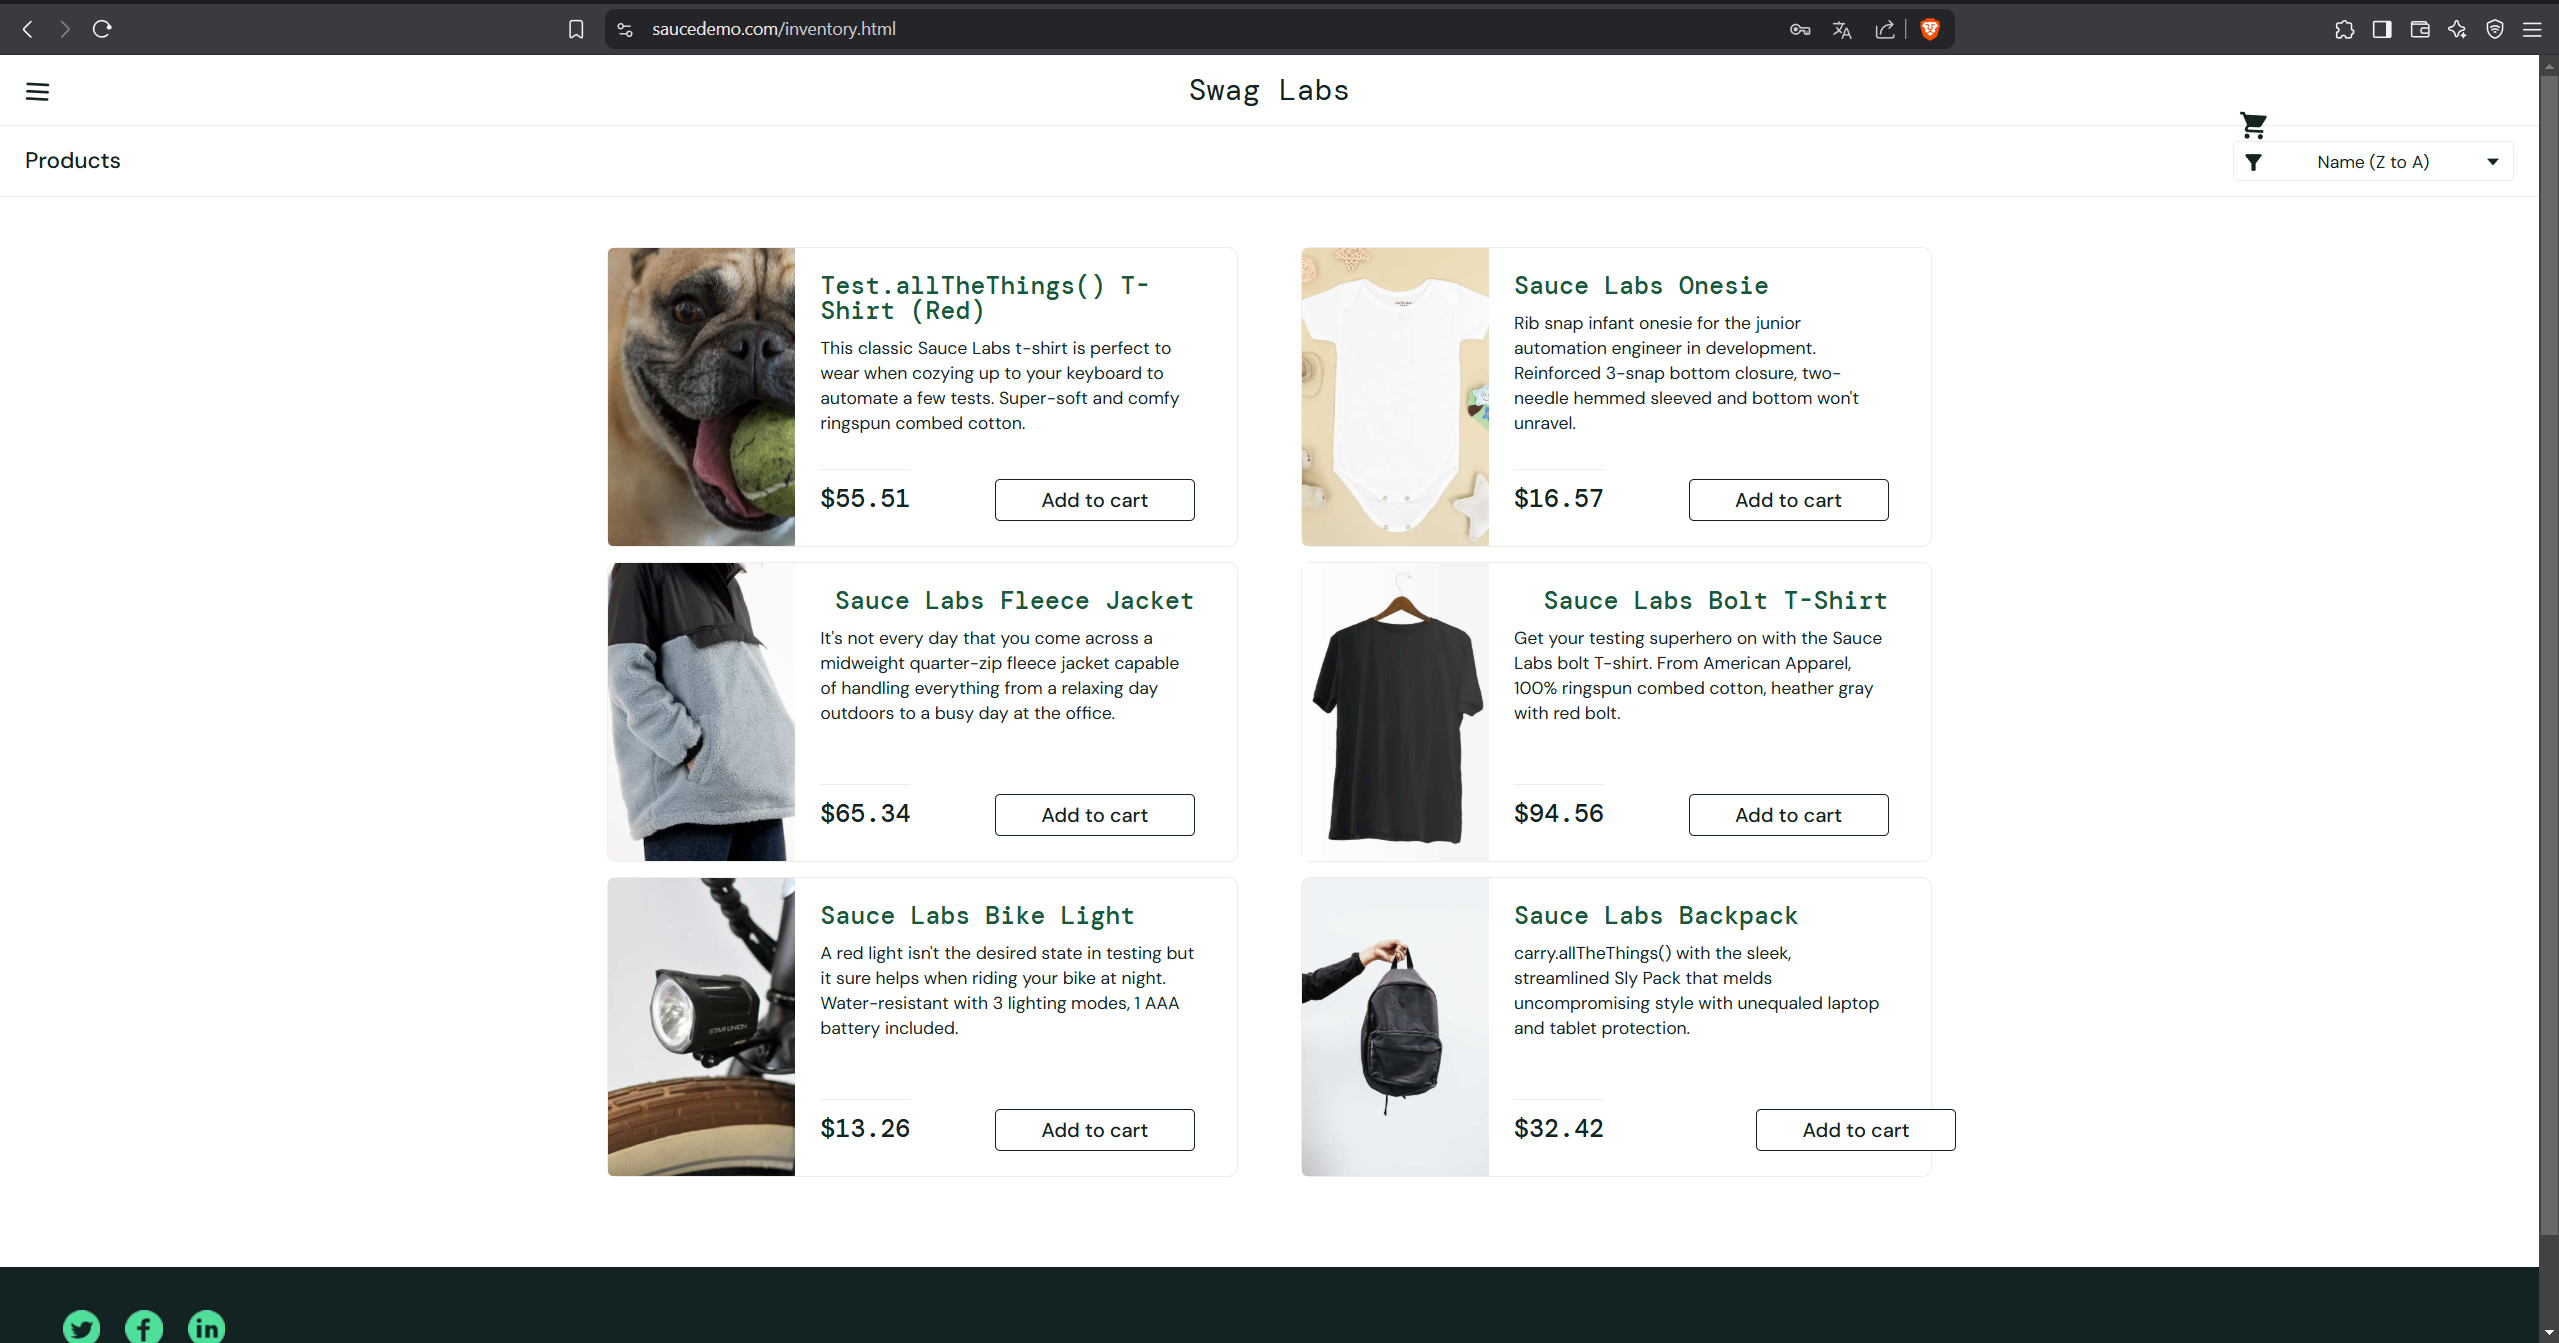 saucedemo.com/inventory.html
Swag Labs
Products
Name (Z to A)
Test.allTheThings() T-
Shirt (Red)
This classic Sauce Labs t-shirt is perfect to
wear when cozying up to your keyboard to
automate a few tests. Super-soft and comfy
ringspun combed cotton.
$55.51
Add to cart
Sauce Labs Onesie
Rib snap infant onesie for the junior
automation engineer in development.
Reinforced 3-snap bottom closure, two-
needle hemmed sleeved and bottom won't
unravel.
$16.57
Add to cart
Sauce Labs Fleece Jacket
It's not every day that you come across a
midweight quarter-zip fleece jacket capable
of handling everything from a relaxing day
outdoors to a busy day at the office.
$65.34
Add to cart
Sauce Labs Bolt T-Shirt
Get your testing superhero on with the Sauce
Labs bolt T-shirt. From American Apparel,
100% ringspun combed cotton, heather gray
with red bolt.
$94.56
Add to cart
STAR UNION
Sauce Labs Bike Light
A red light isn't the desired state in testing but
it sure helps when riding your bike at night.
Water-resistant with 3 lighting modes, 1 AAA
battery included.
$13.26
Add to cart
Sauce Labs Backpack
carry.allTheThings() with the sleek,
streamlined Sly Pack that melds
uncompromising style with unequaled laptop
and tablet protection.
$32.42
Add to cart